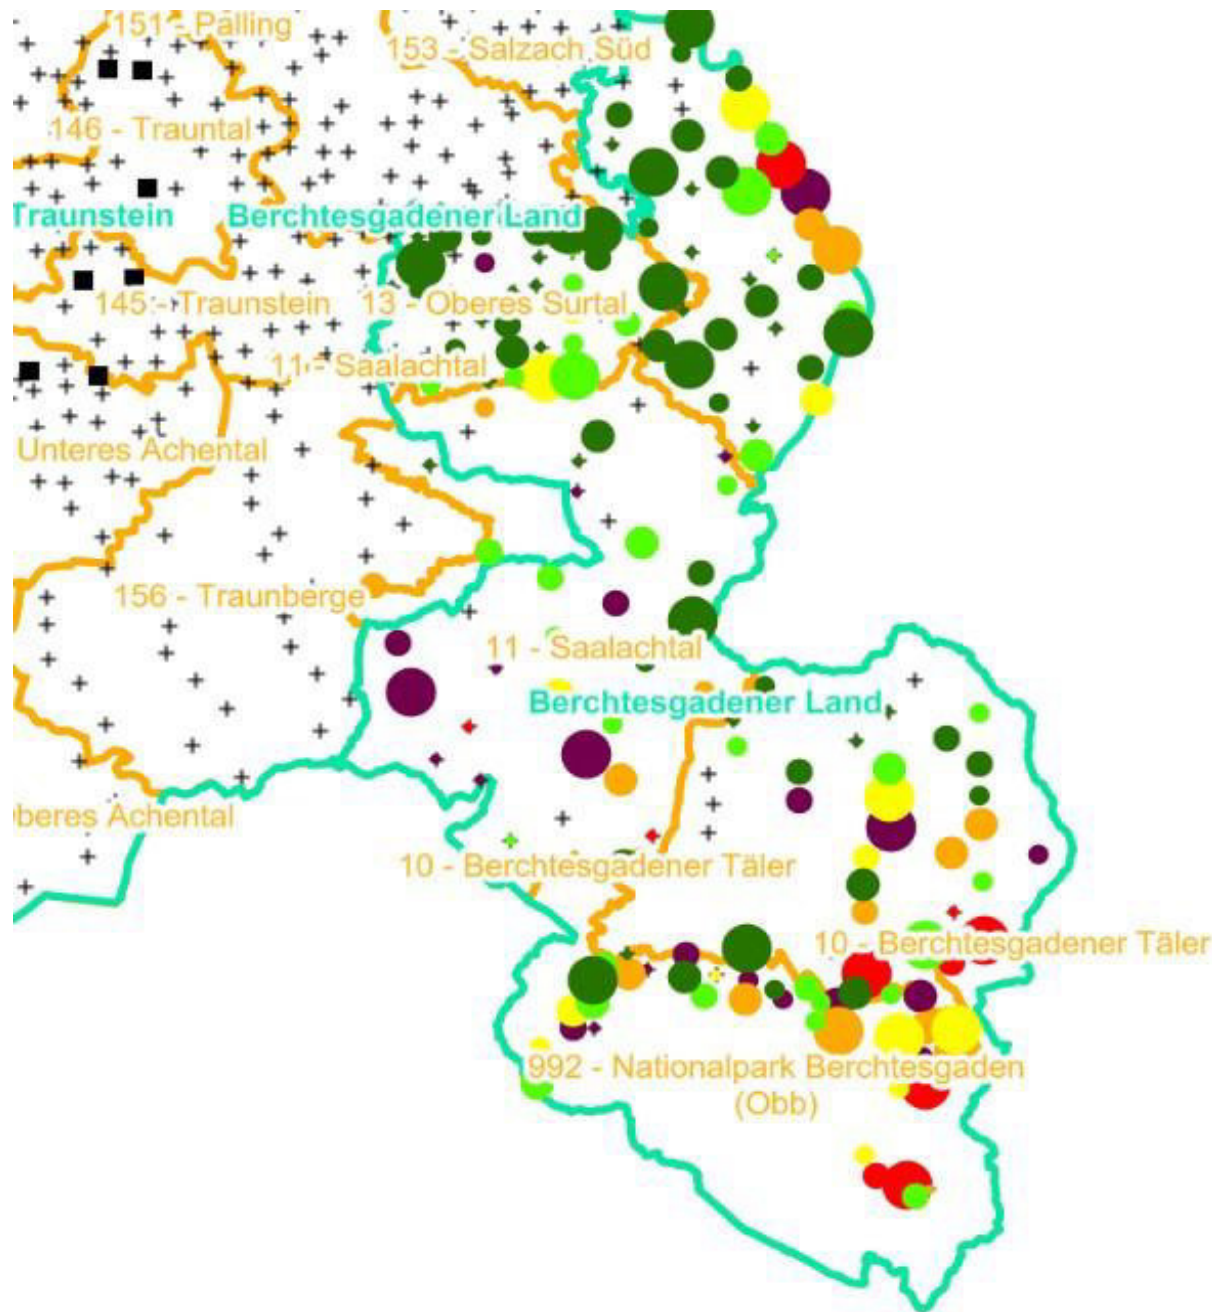 151 - Palling
153 - Salzach Süd
146 - Trauntal
Traunstein
Berchtesgadener Land
145 - Traunstein
13 - Oberes Surtal
11 - Saalachtal
Unteres Achental
156 - Traunberge
11 - Saalachtal
Berchtesgadener Land
beres Achental
10 - Berchtesgadener Täler
10 - Berchtesgadener Täler
992 - Nationalpark Berchtesgaden
(Obb)